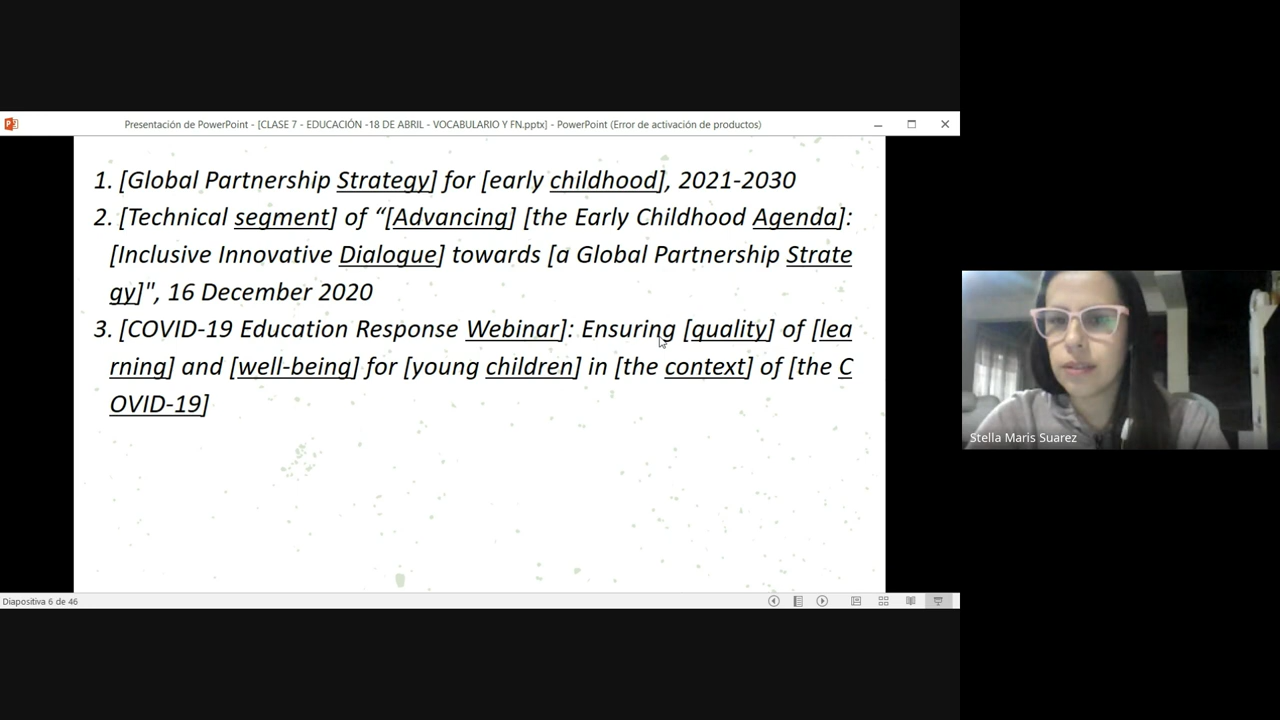 Presentación de PowerPoint - [CLASE 7 - EDUCACIÓN -18 DE ABRIL - VOCABULARIO Y FN.pptx] - PowerPoint (Error de activación de productos)
1. [Global Partnership Strategy] for [early childhood], 2021-2030
2. [Technical segment] of “[Advancing] [the Early Childhood Agenda]:
[Inclusive Innovative Dialogue] towards [a Global Partnership Strate
gy]", 16 December 2020
3. [COVID-19 Education Response Webinar]: Ensuring [quality] of [lea
rning] and [well-being] for [young children] in [the context] of [the C
OVID-19]
Stella Maris Suarez
Diapositiva 6 de 46